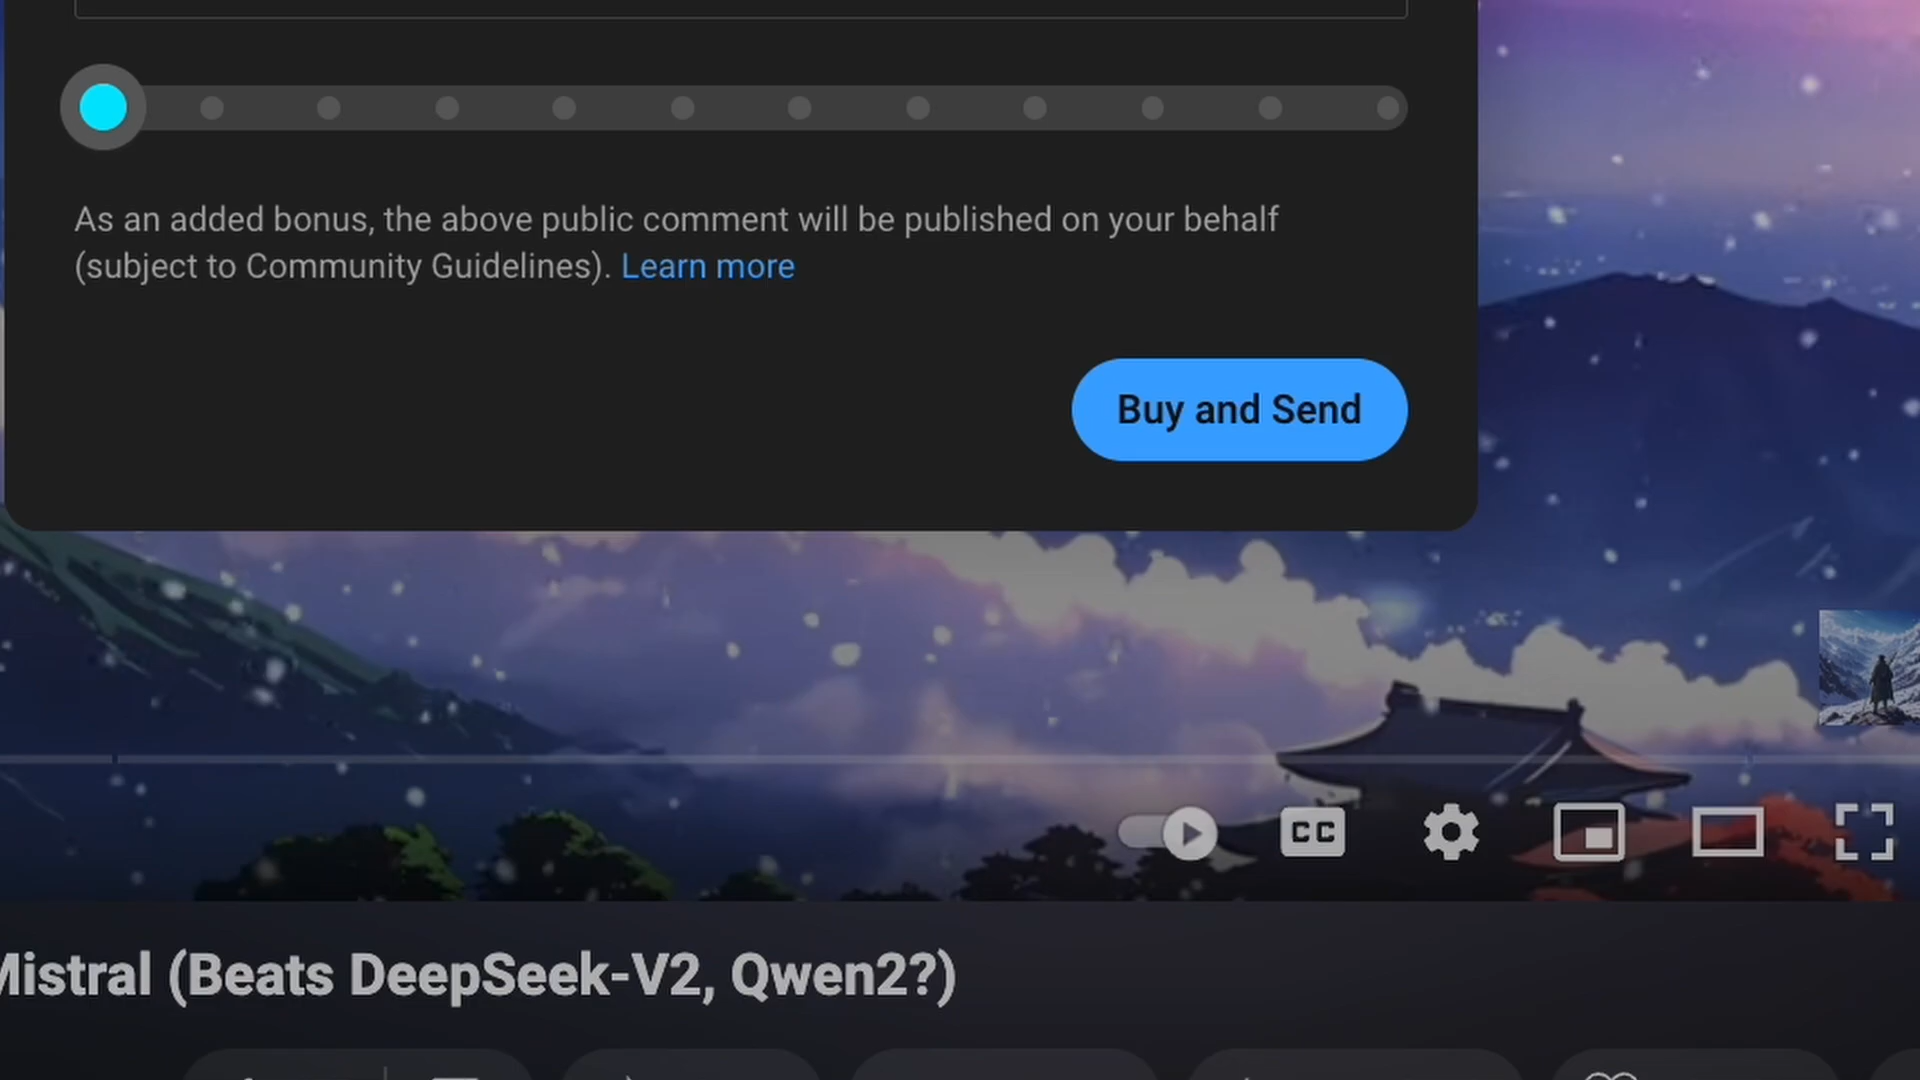 As an added bonus, the above public comment will be published on your behalf
(subject to Community Guidelines). Learn more
Buy and Send
CC
Mistral (Beats DeepSeek-V2, Qwen2?)